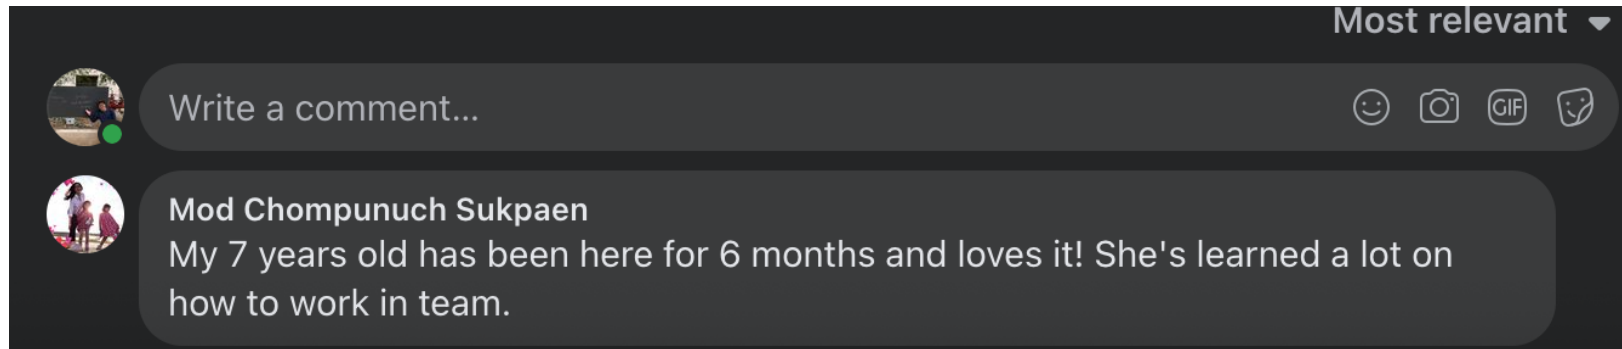 Most relevant
Write a comment...
GIF
Mod Chompunuch Sukpaen
My 7 years old has been here for 6 months and loves it! She's learned a lot on
how to work in team.